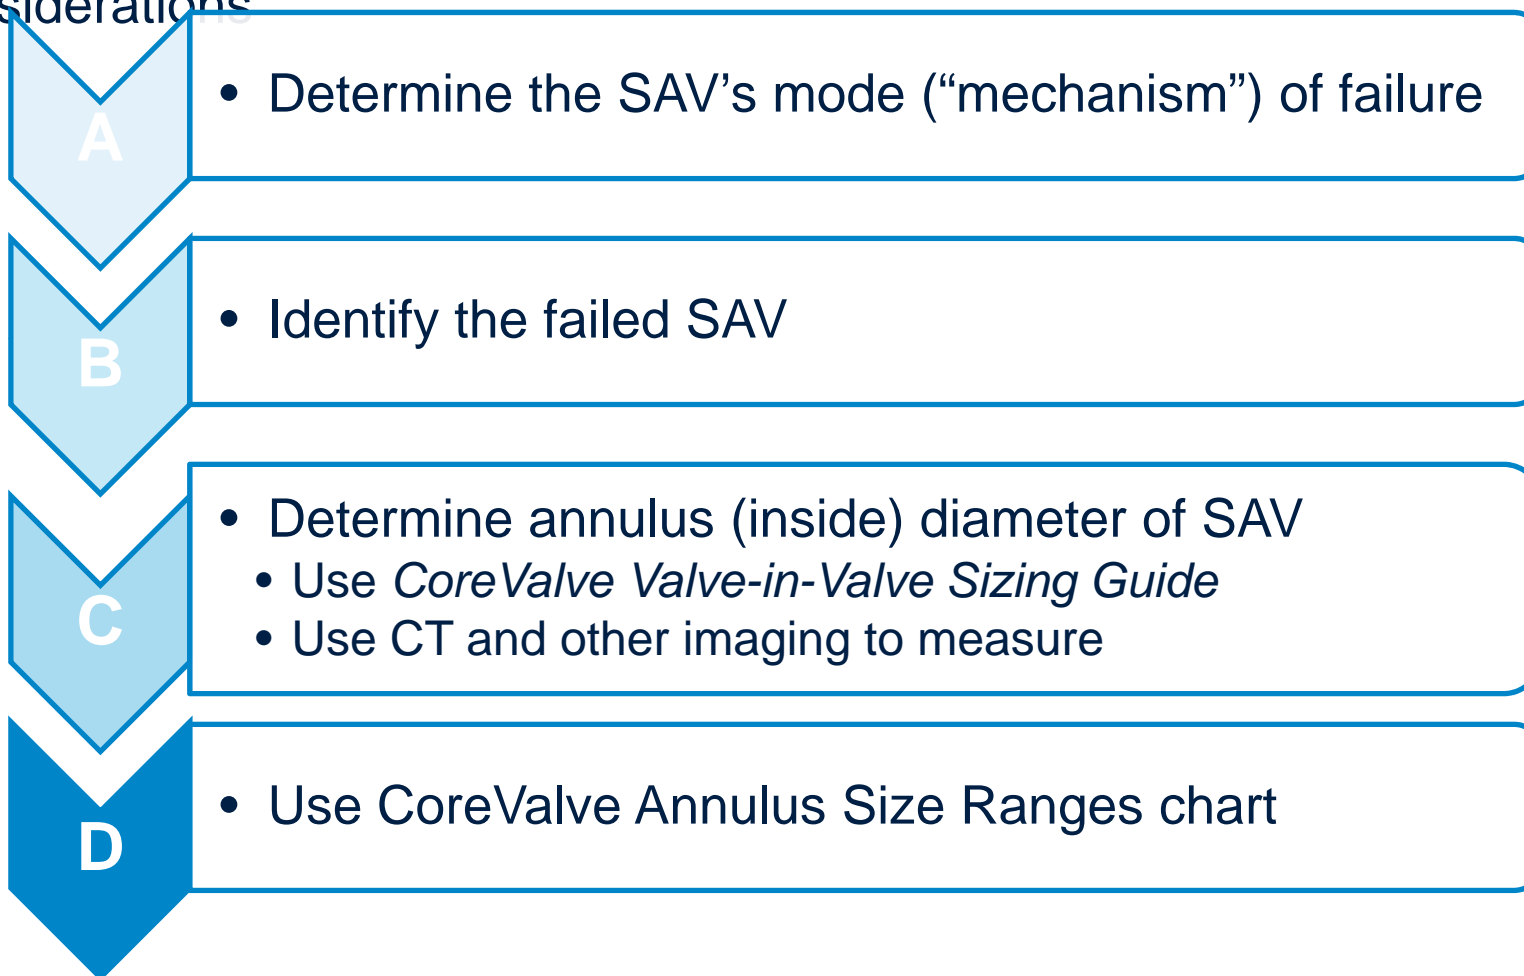 siderations
A
• Determine the SAV’s mode (“mechanism”) of failure
B
• Identify the failed SAV
C
• Determine annulus (inside) diameter of SAV
• Use CoreValve Valve-in-Valve Sizing Guide
• Use CT and other imaging to measure
D
• Use CoreValve Annulus Size Ranges chart